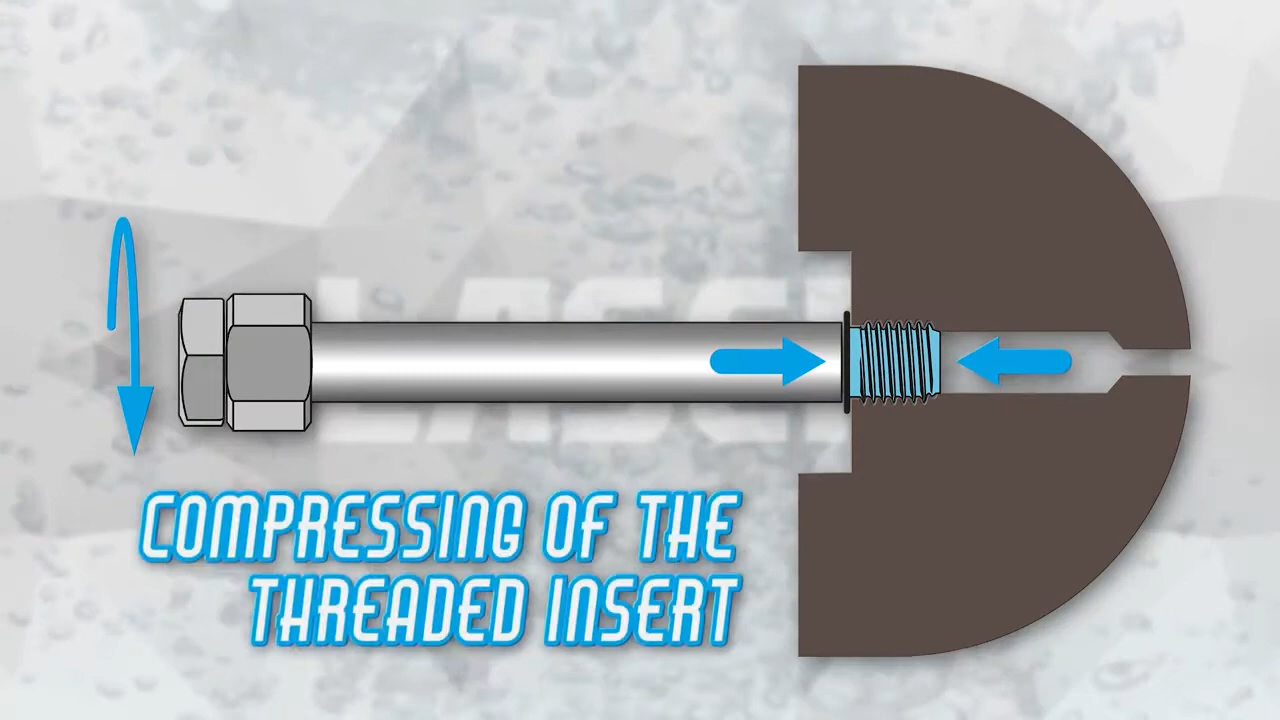 COMPRESSING OF THE
THREADED INSERT